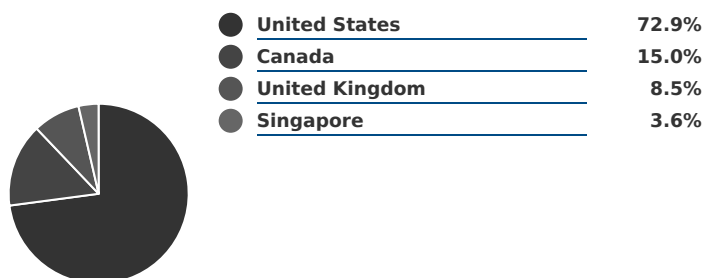 United States 72.9%
Canada 15.0%
United Kingdom 8.5%
Singapore 3.6%